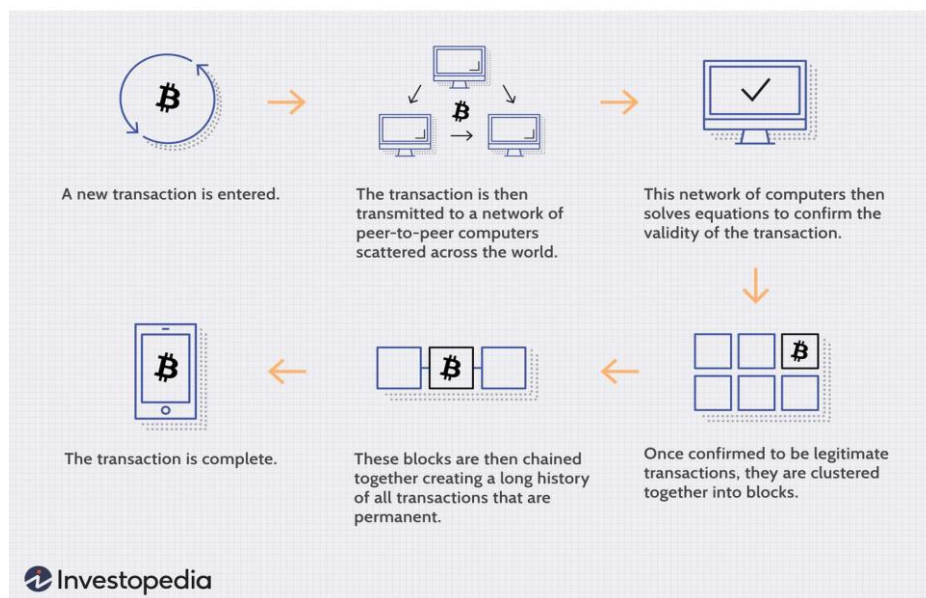 A new transaction is entered.
The transaction is then
transmitted to a network of
peer-to-peer computers
scattered across the world.
This network of computers then
solves equations to confirm the
validity of the transaction.
Once confirmed to be legitimate
transactions, they are clustered
together into blocks.
These blocks are then chained
together creating a long history
of all transactions that are
permanent.
The transaction is complete.
Investopedia